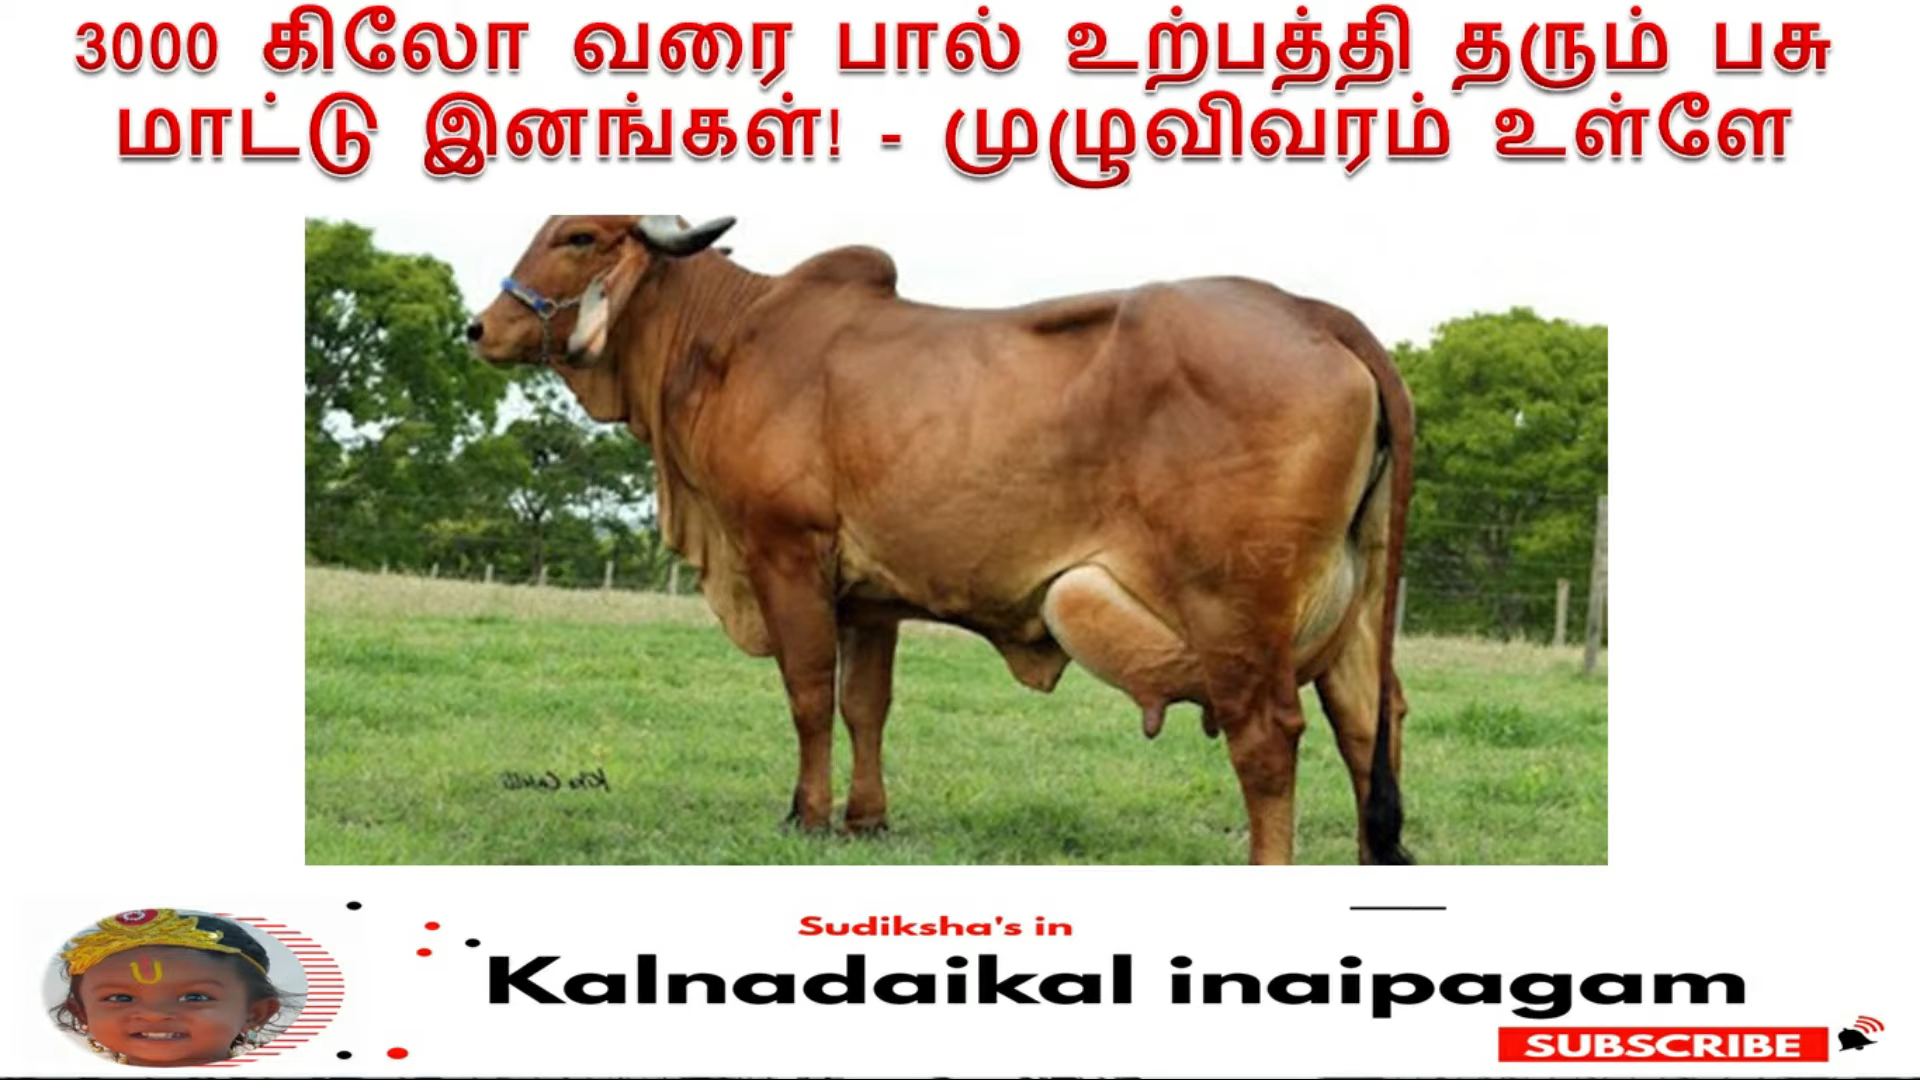 3000 கிலோ வரை பால் உற்பத்தி தரும் பசு
மாட்டு இனங்கள்! - முழுவிவரம் உள்ளே
Sudiksha's in
Kalnadaikal inaipagam
SUBSCRIBE